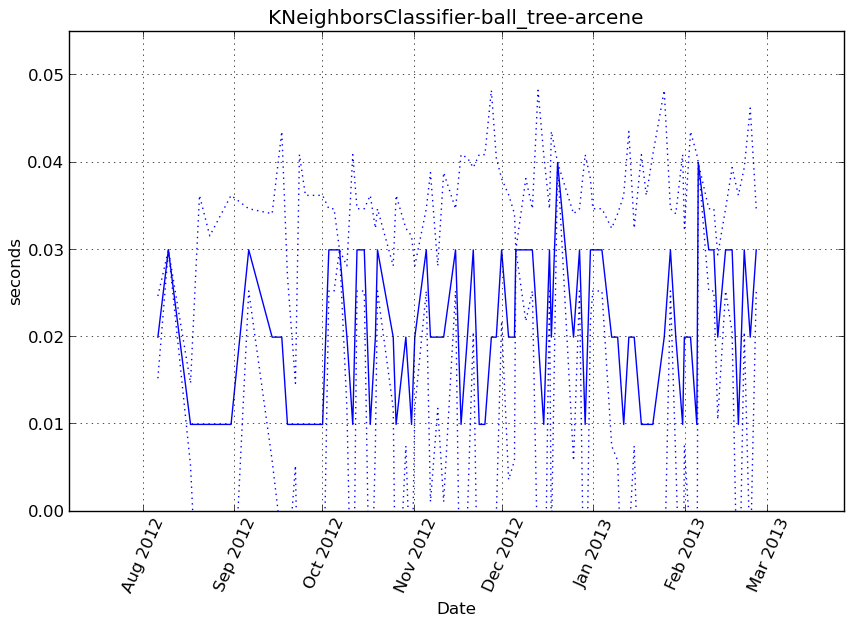 KNeighborsClassifier-ball_tree-arcene
0.05
0.04
0.03
0.02
0.01
0.00
seconds
Aug 2012
Sep 2012
Oct 2012
Nov 2012
Dec 2012
Jan 2013
Feb 2013
Mar 2013
Date